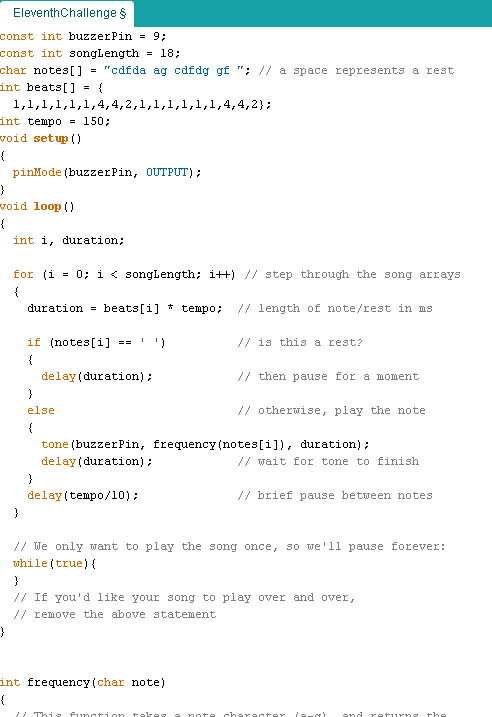 EleventhChallenge §
const int buzzerPin = 9;
const int songLength = 18;
char notes[] = "cdfda ag cdfdg gf "; // a space represents a rest
int beats[] = {
  1,1,1,1,1,1,4,4,2,1,1,1,1,1,1,4,4,2};
int tempo = 150;
void setup()
{
  pinMode(buzzerPin, OUTPUT);
}
void loop()
{
  int i, duration;
  for (i = 0; i < songLength; i++) // step through the song arrays
  {
    duration = beats[i] * tempo;  // length of note/rest in ms
    if (notes[i] == ' ')          // is this a rest?
    {
      delay(duration);            // then pause for a moment
    }
    else                          // otherwise, play the note
    {
      tone(buzzerPin, frequency(notes[i]), duration);
      delay(duration);            // wait for tone to finish
    }
    delay(tempo/10);              // brief pause between notes
  }
  // We only want to play the song once, so we'll pause forever:
  while(true){
  }
  // If you'd like your song to play over and over,
  // remove the above statement
}
int frequency(char note)
{
  // This function takes a note character (a-g), and returns the